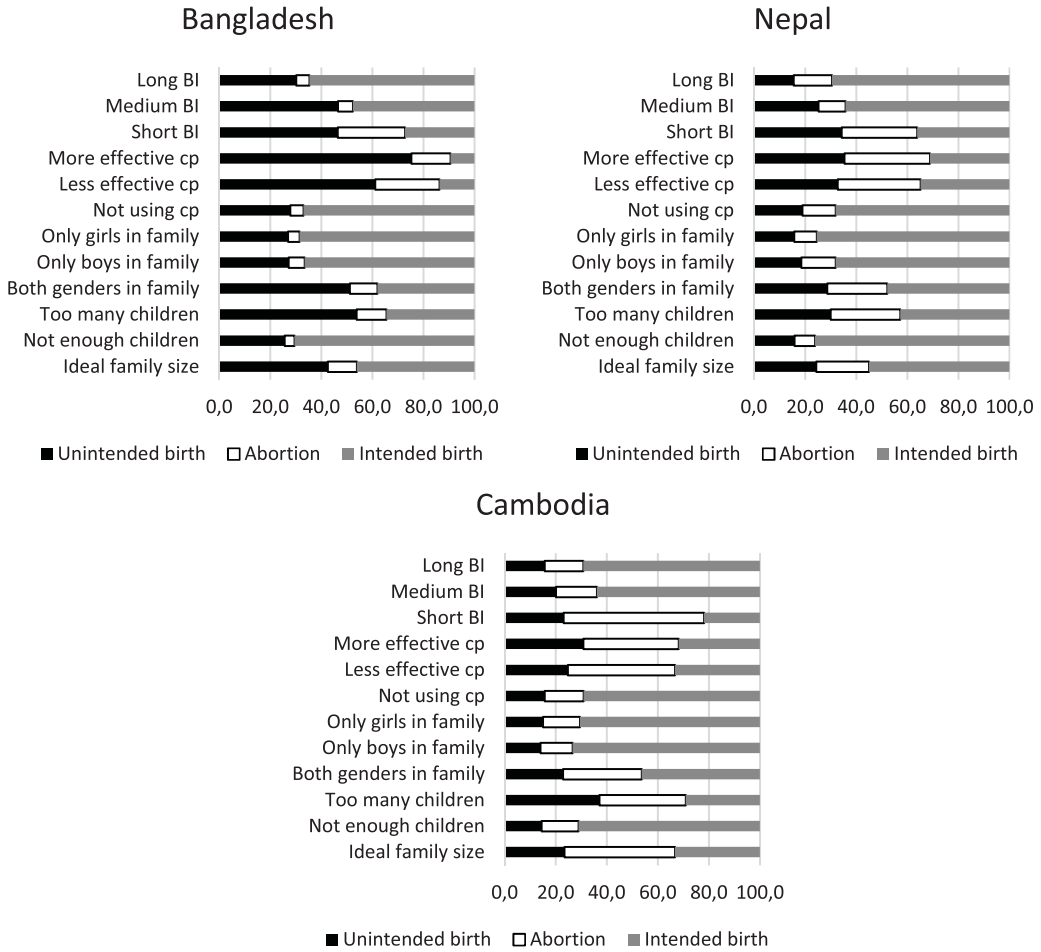 Bangladesh
Long BI
Medium BI
Short BI
More effective cp
Less effective cp
Not using cp
Only girls in family
Only boys in family
Both genders in family
Too many children
Not enough children
Ideal family size
0,0 20,0 40,0 60,0 80,0 100,0
Unintended birth Abortion Intended birth
Nepal
Long BI
Medium BI
Short BI
More effective cp
Less effective cp
Not using cp
Only girls in family
Only boys in family
Both genders in family
Too many children
Not enough children
Ideal family size
0,0 20,0 40,0 60,0 80,0 100,0
Unintended birth Abortion Intended birth
Cambodia
Long BI
Medium BI
Short BI
More effective cp
Less effective cp
Not using cp
Only girls in family
Only boys in family
Both genders in family
Too many children
Not enough children
Ideal family size
0,0 20,0 40,0 60,0 80,0 100,0
Unintended birth Abortion Intended birth